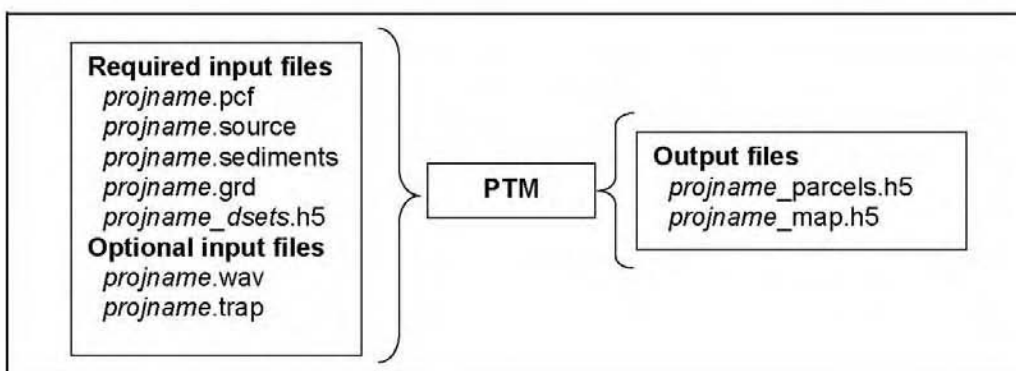 Required input files
projname.pcf
projname.source
projname.sediments
projname.grd
projname_dsets.h5
Optional input files
projname.wav
projname.trap
PTM
Output files
projname_parcels.h5
projname_map.h5